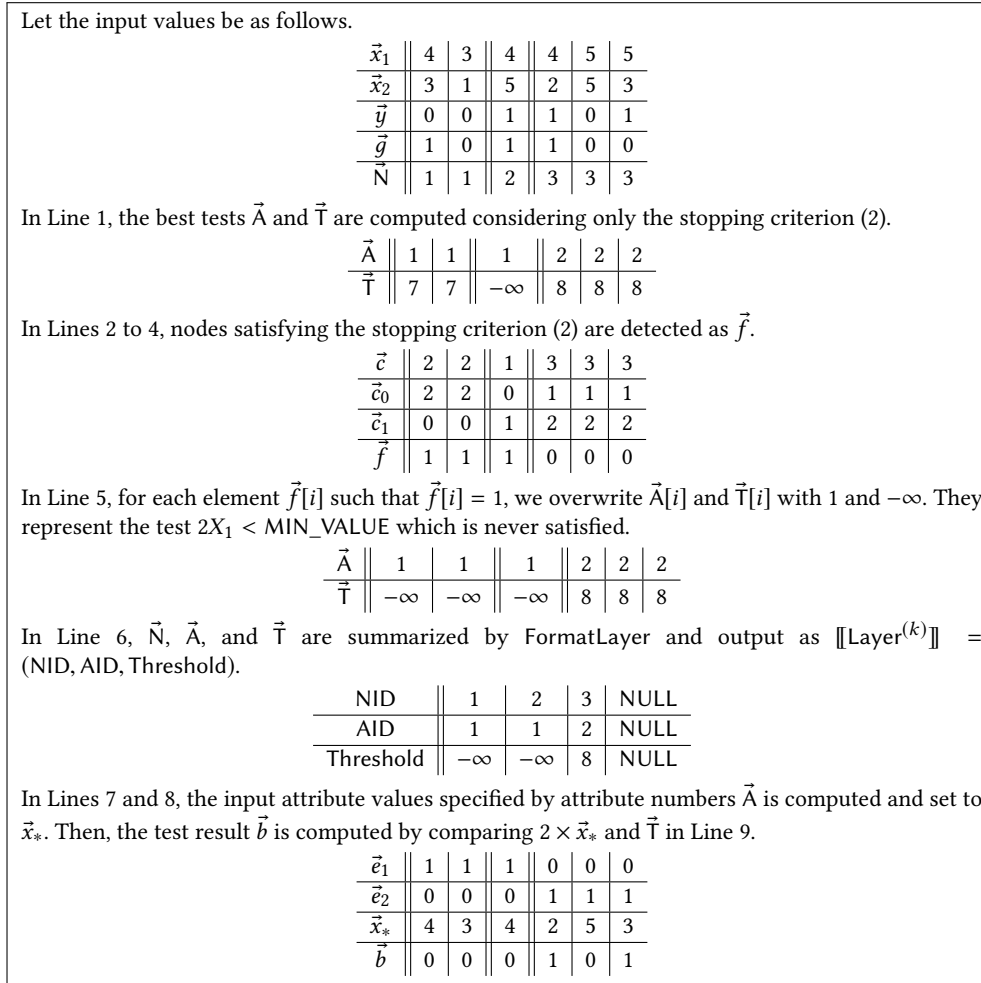 Let the input values be as follows.
x⃗₁ 4 3 4 4 5 5
x⃗₂ 3 1 5 2 5 3
y⃗ 0 0 1 1 0 1
g⃗ 1 0 1 1 0 0
N⃗ 1 1 2 3 3 3
In Line 1, the best tests A⃗ and T⃗ are computed considering only the stopping criterion (2).
A⃗ 1 1 1 2 2 2
T⃗ 7 7 −∞ 8 8 8
In Lines 2 to 4, nodes satisfying the stopping criterion (2) are detected as f⃗.
c⃗ 2 2 1 3 3 3
c⃗₀ 2 2 0 1 1 1
c⃗₁ 0 0 1 2 2 2
f⃗ 1 1 1 0 0 0
In Line 5, for each element f⃗[i] such that f⃗[i] = 1, we overwrite A⃗[i] and T⃗[i] with 1 and −∞. They
represent the test 2X₁ < MIN_VALUE which is never satisfied.
A⃗ 1 1 1 2 2 2
T⃗ −∞ −∞ −∞ 8 8 8
In Line 6, N⃗, A⃗, and T⃗ are summarized by FormatLayer and output as ⟦Layer⁽ᵏ⁾⟧ =
(NID, AID, Threshold).
NID 1 2 3 NULL
AID 1 1 2 NULL
Threshold −∞ −∞ 8 NULL
In Lines 7 and 8, the input attribute values specified by attribute numbers A⃗ is computed and set to
x⃗∗. Then, the test result b⃗ is computed by comparing 2 × x⃗∗ and T⃗ in Line 9.
e⃗₁ 1 1 1 0 0 0
e⃗₂ 0 0 0 1 1 1
x⃗∗ 4 3 4 2 5 3
b⃗ 0 0 0 1 0 1